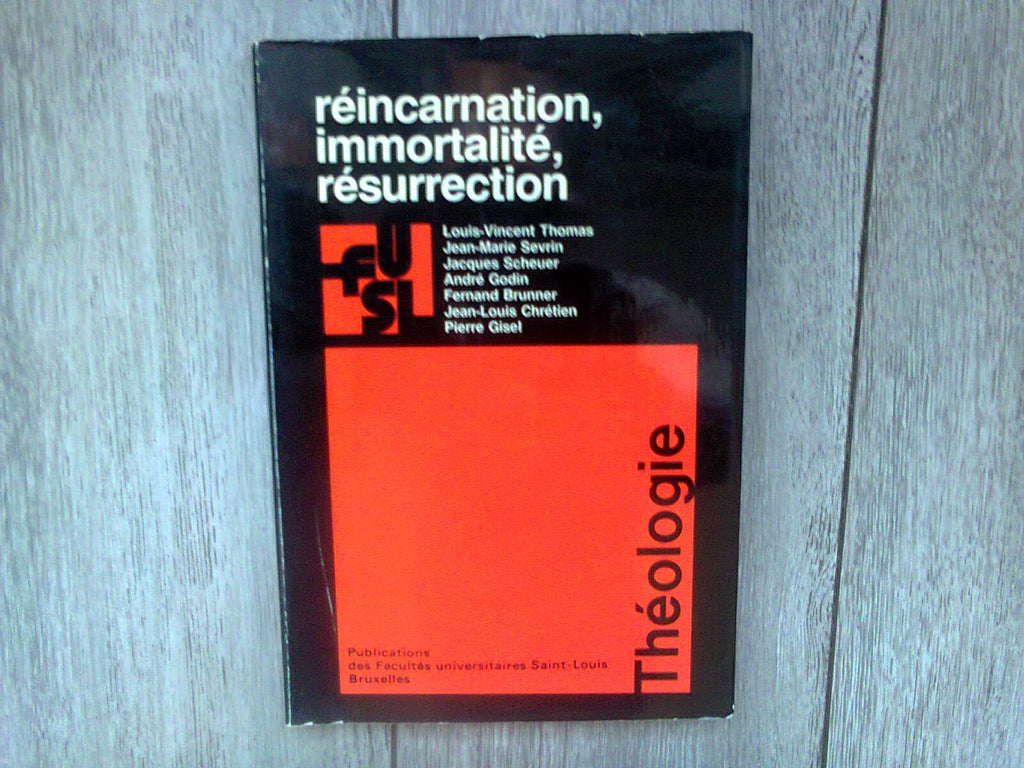 réincarnation,
immortalité,
résurrection
fUSL
Louis-Vincent Thomas
Jean-Marie Sevrin
Jacques Scheuer
André Godin
Fernand Brunner
Jean-Louis Chrétien
Pierre Gisel
Théologie
Publications
des Facultés universitaires Saint-Louis
Bruxelles